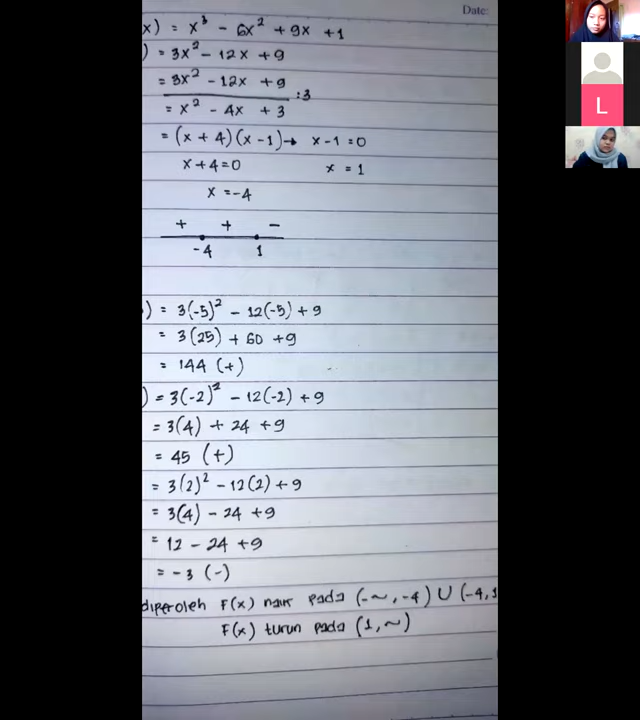 Date:
x) = x³ - 6x² + 9x + 1
) = 3x² - 12x + 9
= 3x² - 12x + 9 :3
= x² - 4x + 3
= (x + 4)(x - 1) → x - 1 = 0
x + 4 = 0 x = 1
x = -4
+ + -
-4 1
) = 3(-5)² - 12(-5) + 9
= 3(25) + 60 + 9
= 144 (+)
) = 3(-2)² - 12(-2) + 9
= 3(4) + 24 + 9
= 45 (+)
= 3(2)² - 12(2) + 9
= 3(4) - 24 + 9
= 12 - 24 + 9
= -3 (-)
diperoleh F(x) naik pada (-~, -4) U (-4, 1
F(x) turun pada (1, ~)
L